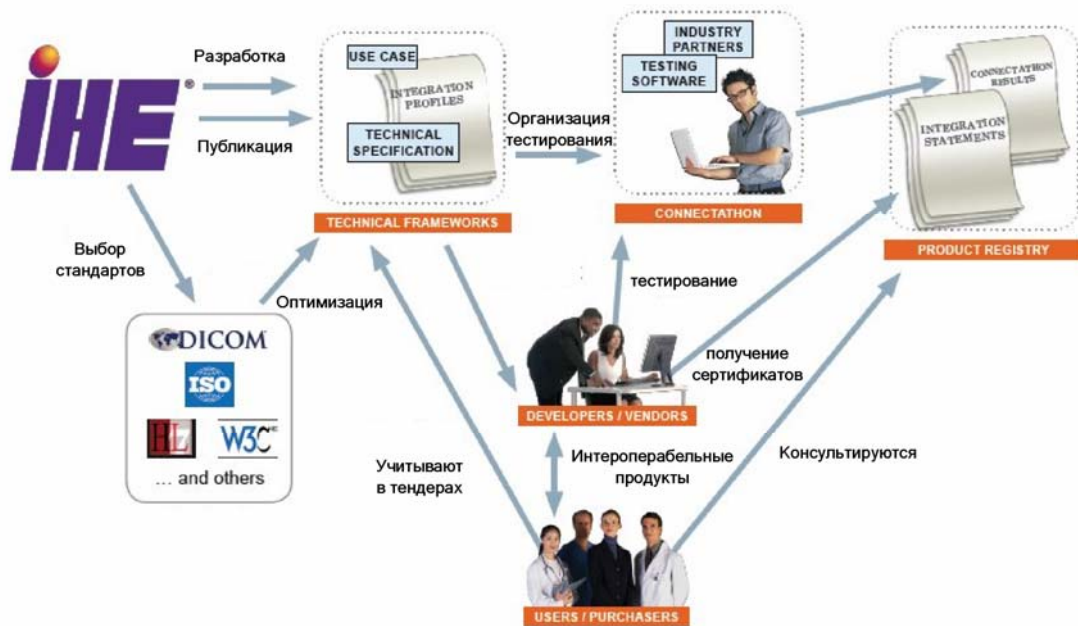 IHE®
Разработка
Публикация
USE CASE
INTEGRATION
PROFILES
TECHNICAL
SPECIFICATION
TECHNICAL FRAMEWORKS
Организация
тестирования
INDUSTRY
PARTNERS
TESTING
SOFTWARE
CONNECTATHON
CONNECTATHON
RESULTS
INTEGRATION
STATEMENTS
PRODUCT REGISTRY
Выбор
стандартов
Оптимизация
DICOM
ISO
HL7
W3C
... and others
тестирование
получение
сертификатов
DEVELOPERS / VENDORS
Учитывают
в тендерах
Интероперабельные
продукты
Консультируются
USERS / PURCHASERS